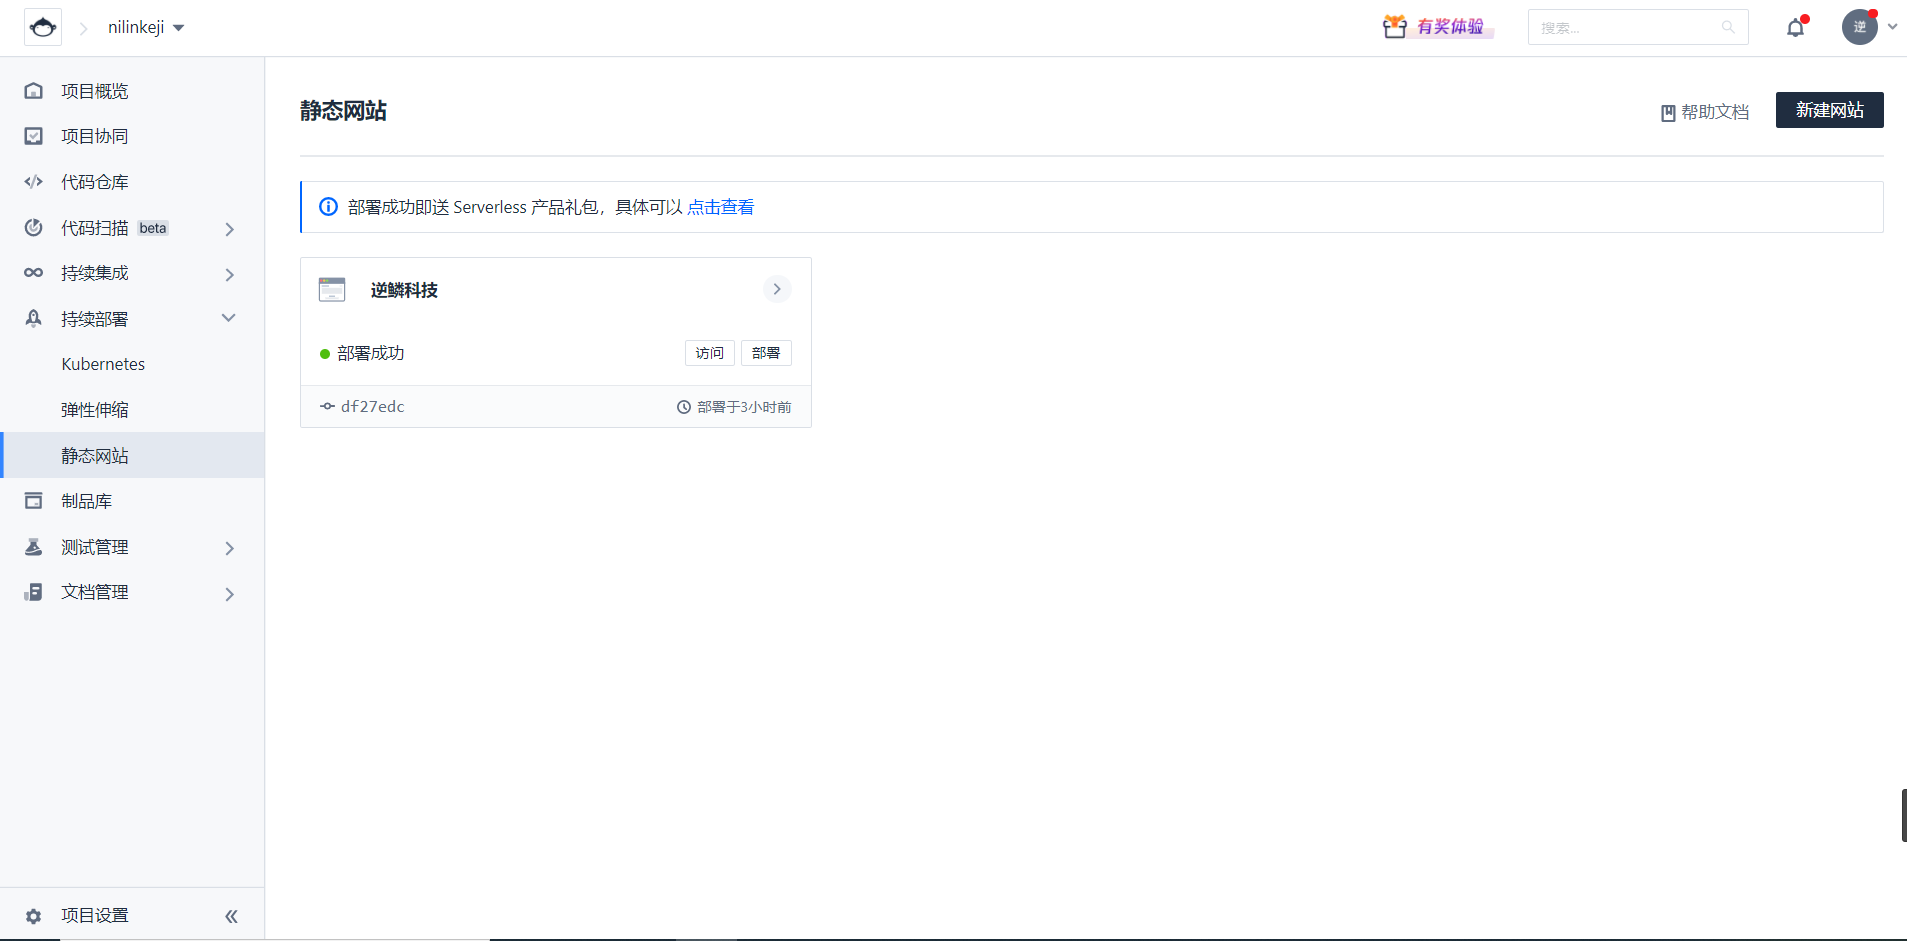 nilinkeji
有奖体验
搜索...
逆
项目概览
项目协同
代码仓库
代码扫描 beta
持续集成
持续部署
Kubernetes
弹性伸缩
静态网站
制品库
测试管理
文档管理
项目设置
静态网站
帮助文档
新建网站
部署成功即送 Serverless 产品礼包，具体可以 点击查看
逆鳞科技
部署成功
访问
部署
df27edc
部署于3小时前